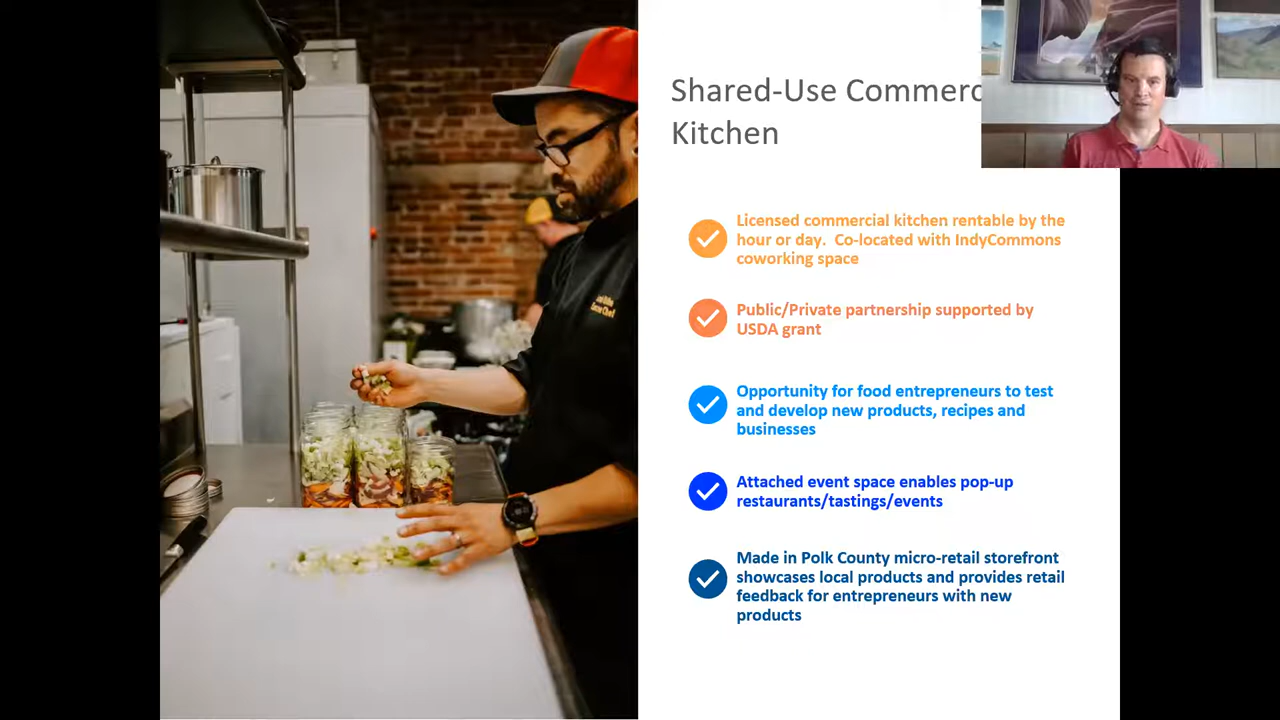 Shared-Use Commerc
Kitchen
Licensed commercial kitchen rentable by the
hour or day.  Co-located with IndyCommons
coworking space
Public/Private partnership supported by
USDA grant
Opportunity for food entrepreneurs to test
and develop new products, recipes and
businesses
Attached event space enables pop-up
restaurants/tastings/events
Made in Polk County micro-retail storefront
showcases local products and provides retail
feedback for entrepreneurs with new
products